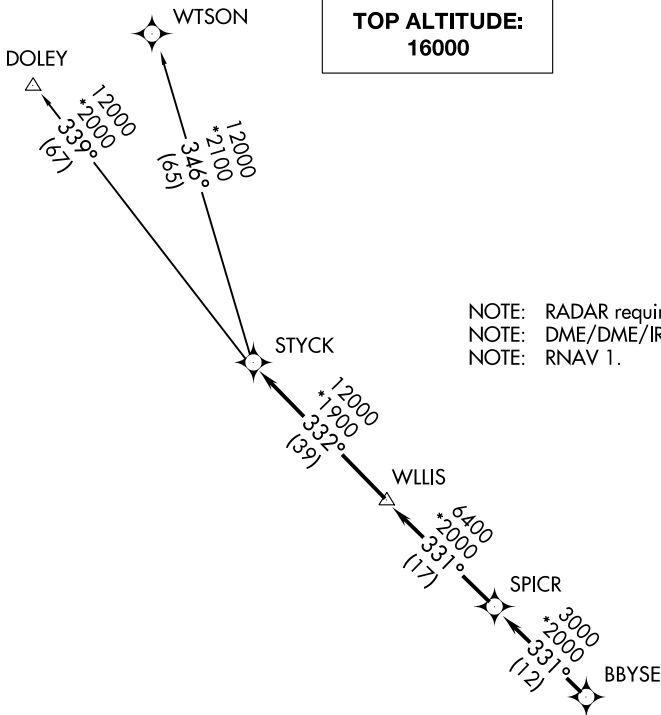 WTSON
TOP ALTITUDE:
16000
DOLEY
12000
*2000
339°
(67)
12000
*2100
346°
(65)
NOTE: RADAR
NOTE:
NOTE: RNAV 1.
STYCK
12000
*1900
332°
(39)
WLLIS
6400
*2000
331°
(17)
SPICR
3000
*2000
331°
(12)
BBYSE